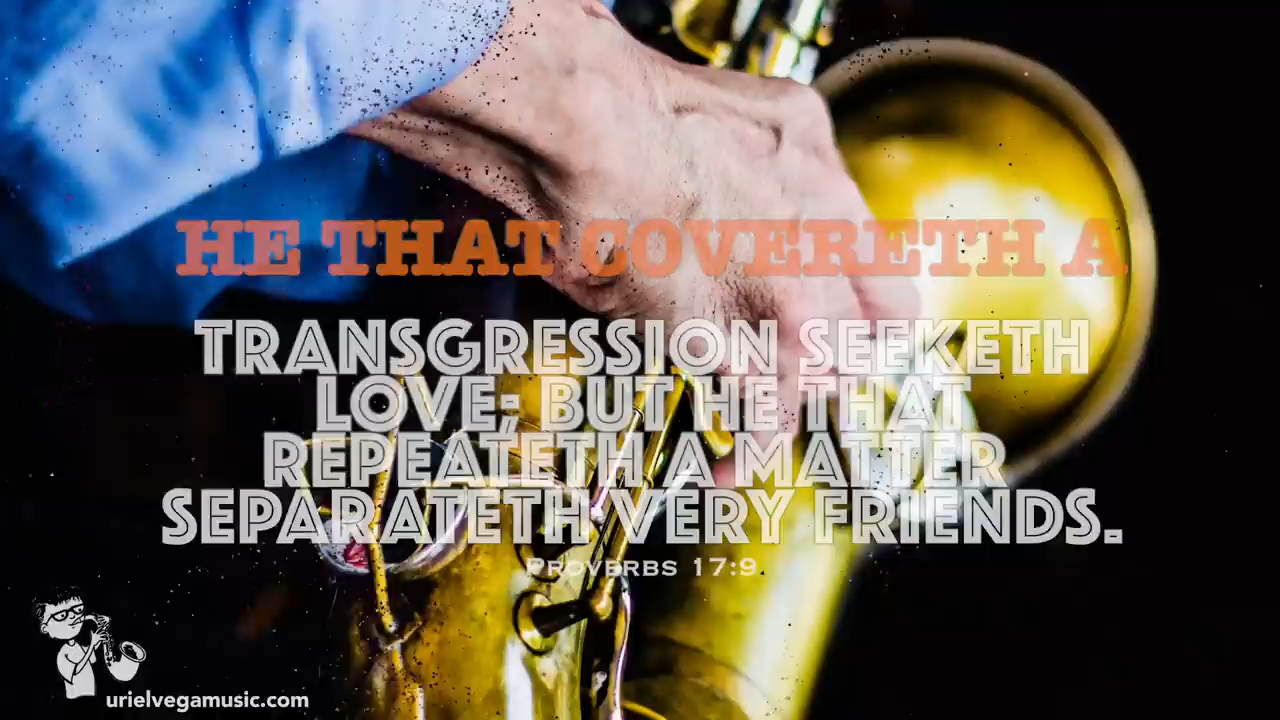 HE THAT COVERETH A
TRANSGRESSION SEEKETH
LOVE; BUT HE THAT
REPEATETH A MATTER
SEPARATETH VERY FRIENDS.
PROVERBS 17:9
urielvegamusic.com